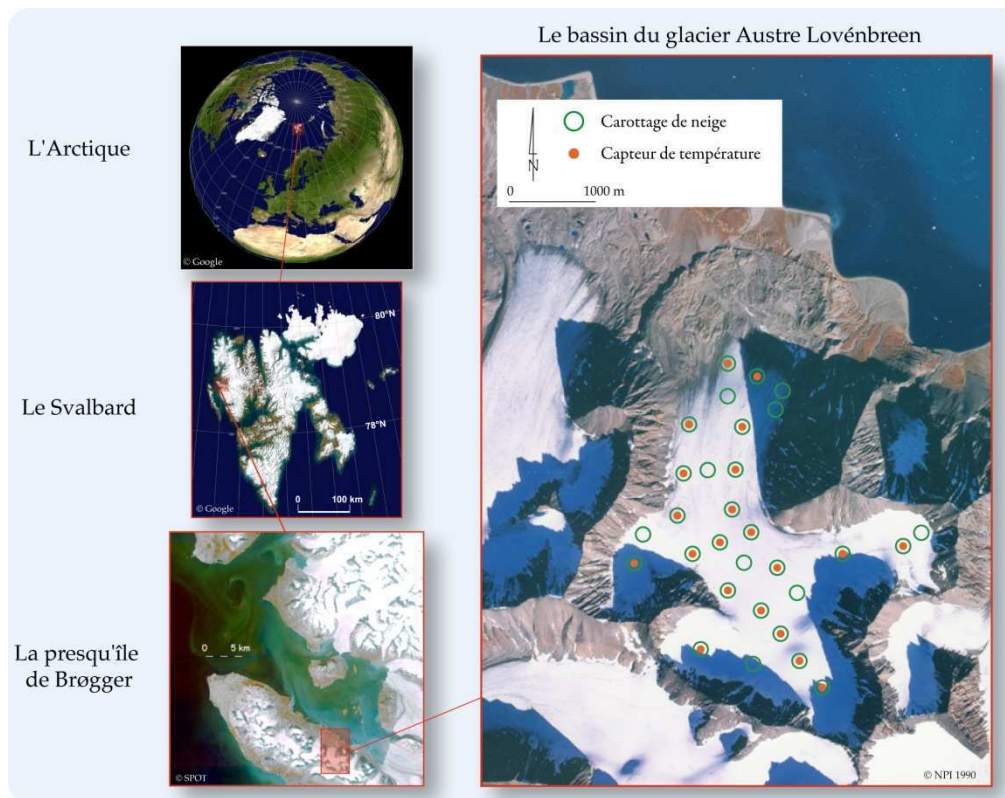 Le bassin du glacier Austre Lovénbreen
L'Arctique
© Google
Le Svalbard
80°N
78°N
0 100 km
© Google
La presqu'île
de Brøgger
0 5 km
© SPOT
N
0 1000 m
Carottage de neige
Capteur de température
© NPI 1990